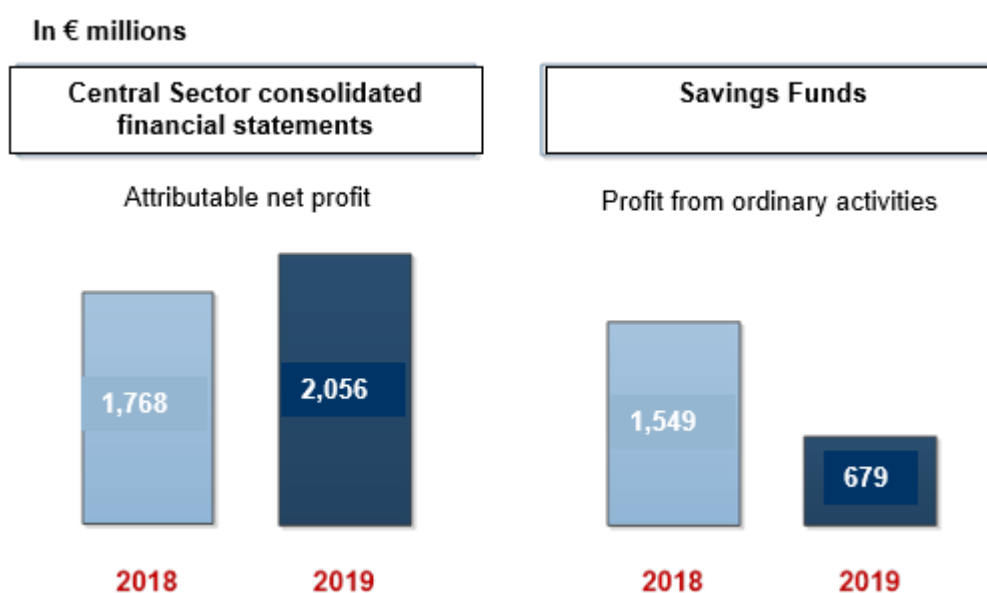 In € millions
Central Sector consolidated
financial statements
Savings Funds
Attributable net profit
Profit from ordinary activities
1,768
2,056
1,549
679
2018
2019
2018
2019